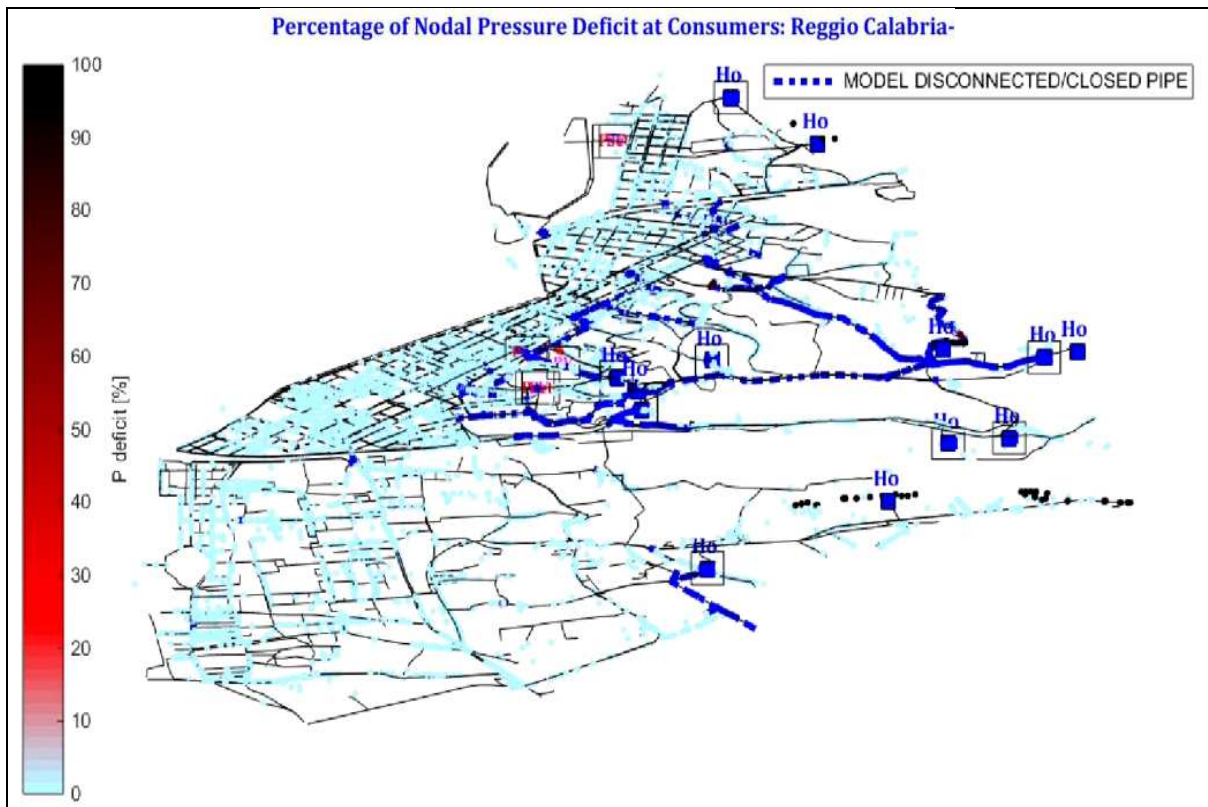 Percentage of Nodal Pressure Deficit at Consumers: Reggio Calabria-
MODEL DISCONNECTED/CLOSED PIPE
P deficit [%]
100
90
80
70
60
50
40
30
20
10
0
Ho
Ho
Ho
Ho
Ho
Ho
Ho
Ho
Ho
Ho
Ho
Ho